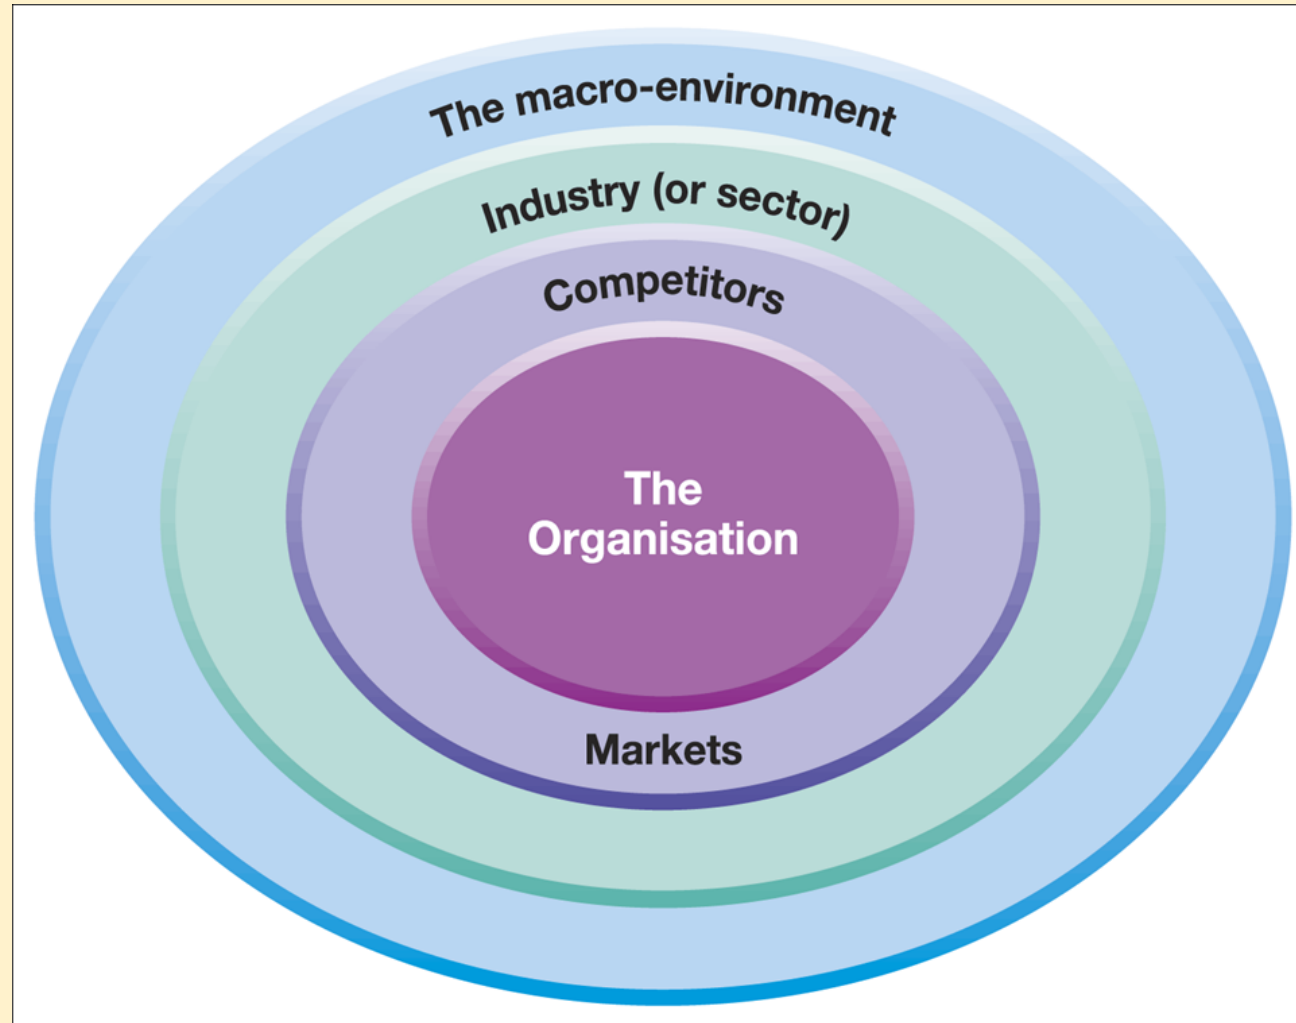 The macro-environment
Industry (or sector)
Competitors
The
Organisation
Markets